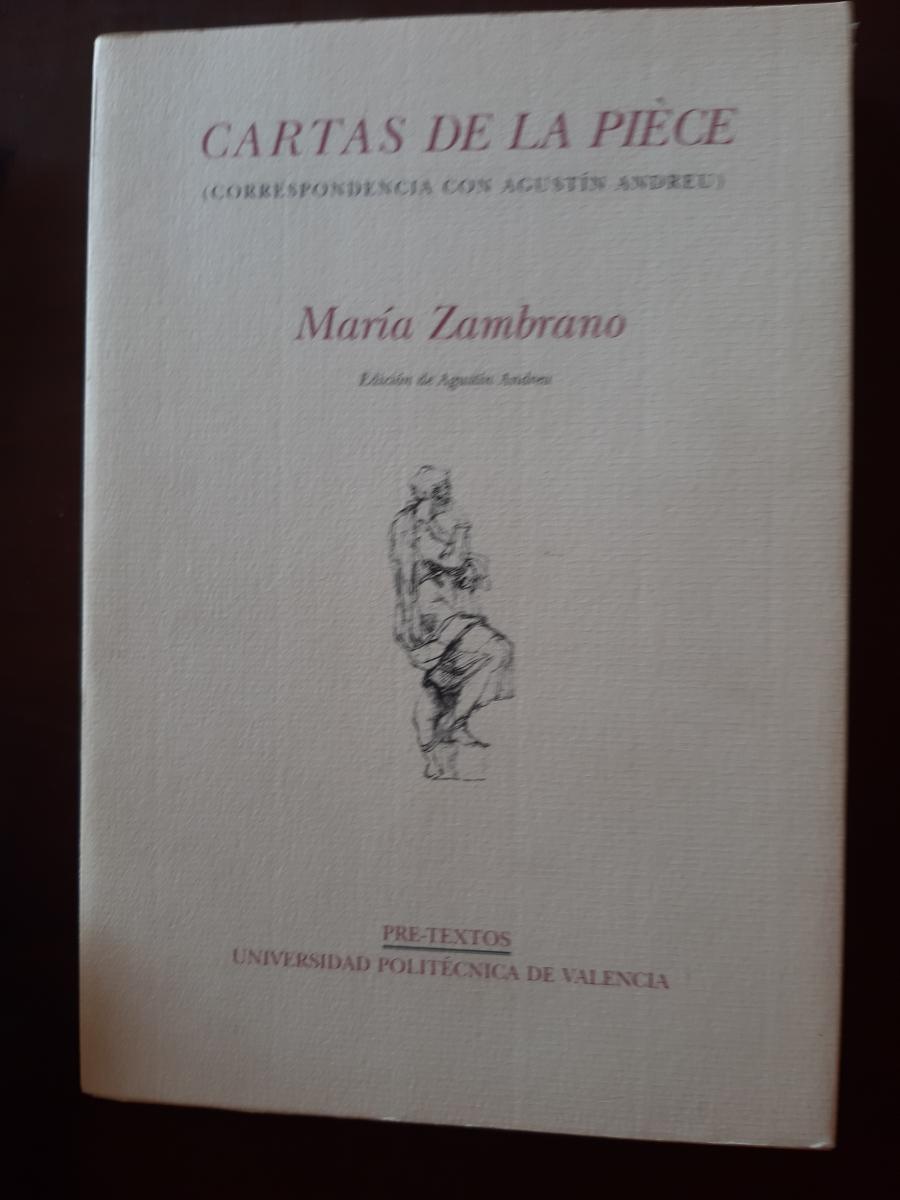 CARTAS DE LA PIÈCE
(CORRESPONDENCIA CON AGUSTÍN ANDREU)
María Zambrano
Edición de Agustín Andreu
PRE-TEXTOS
UNIVERSIDAD POLITÉCNICA DE VALENCIA